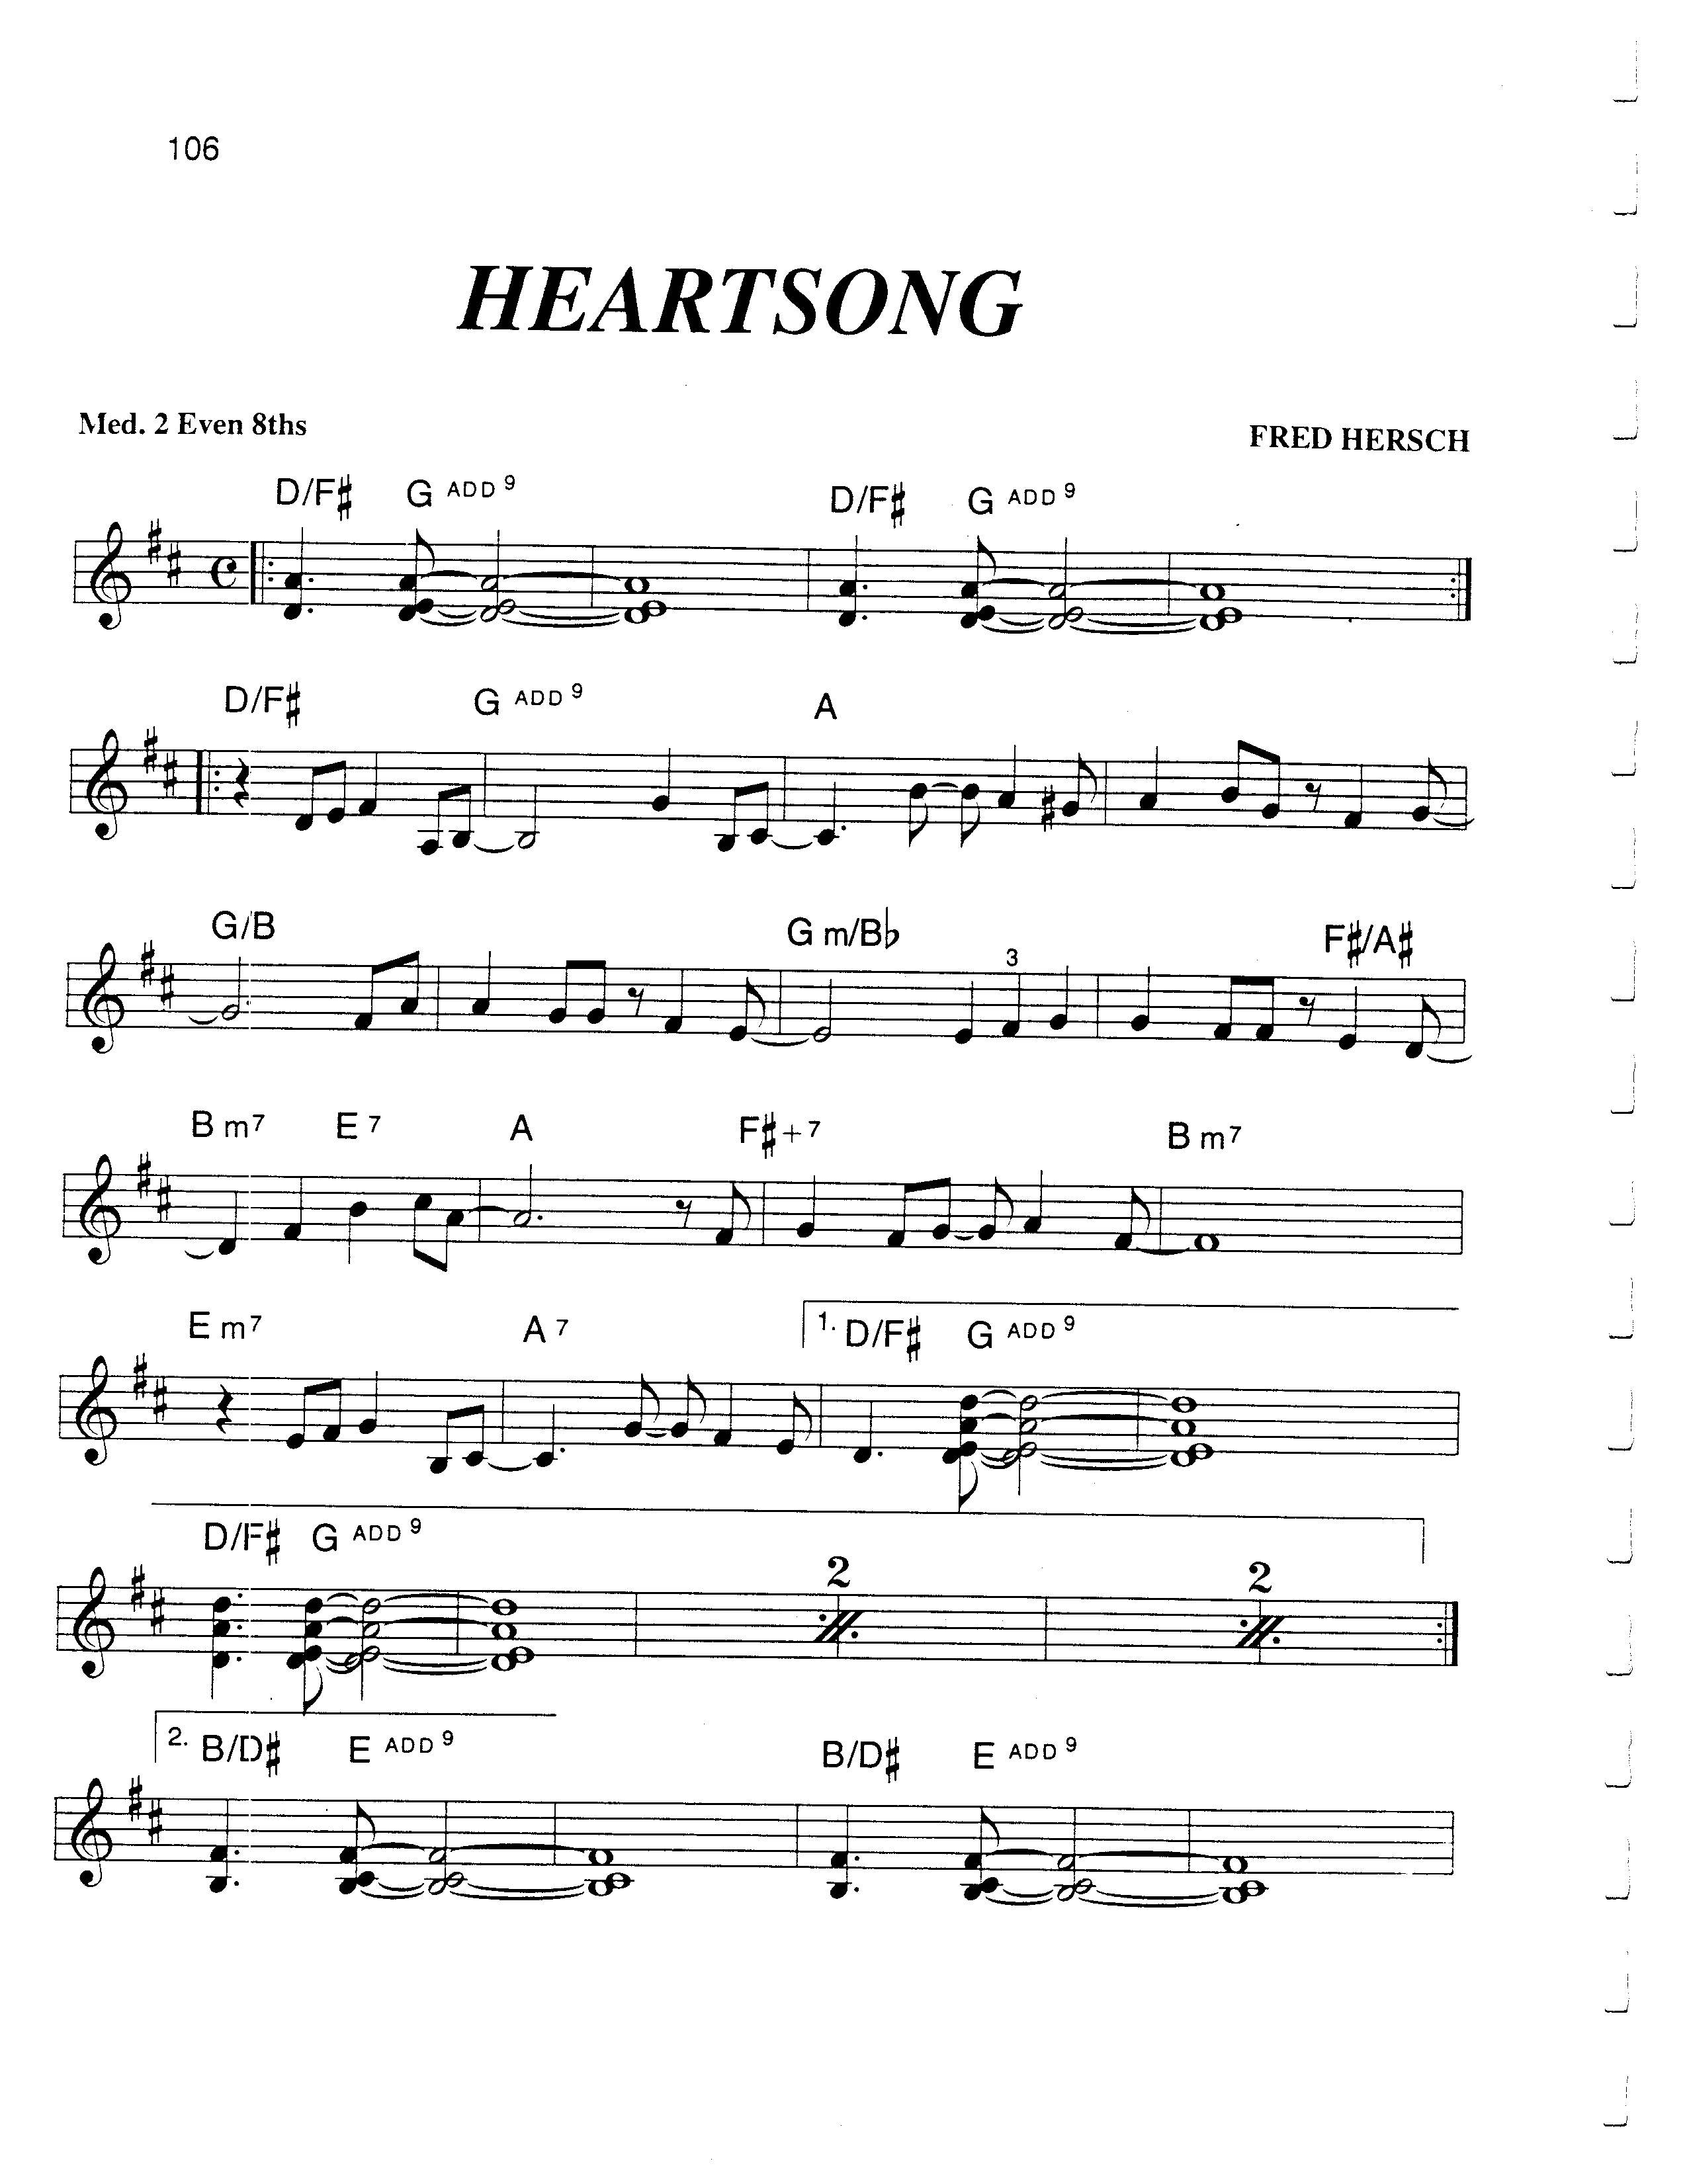 106
HEARTSONG
Med. 2 Even 8ths
FRED HERSCH
D/F♯ G ADD 9 D/F♯ G ADD 9
D/F♯ G ADD 9 A
G/B G m/B♭ 3 F♯/A♯
B m7 E 7 A F♯+7 B m7
E m7 A 7 1. D/F♯ G ADD 9
D/F♯ G ADD 9 2 2
2. B/D♯ E ADD 9 B/D♯ E ADD 9